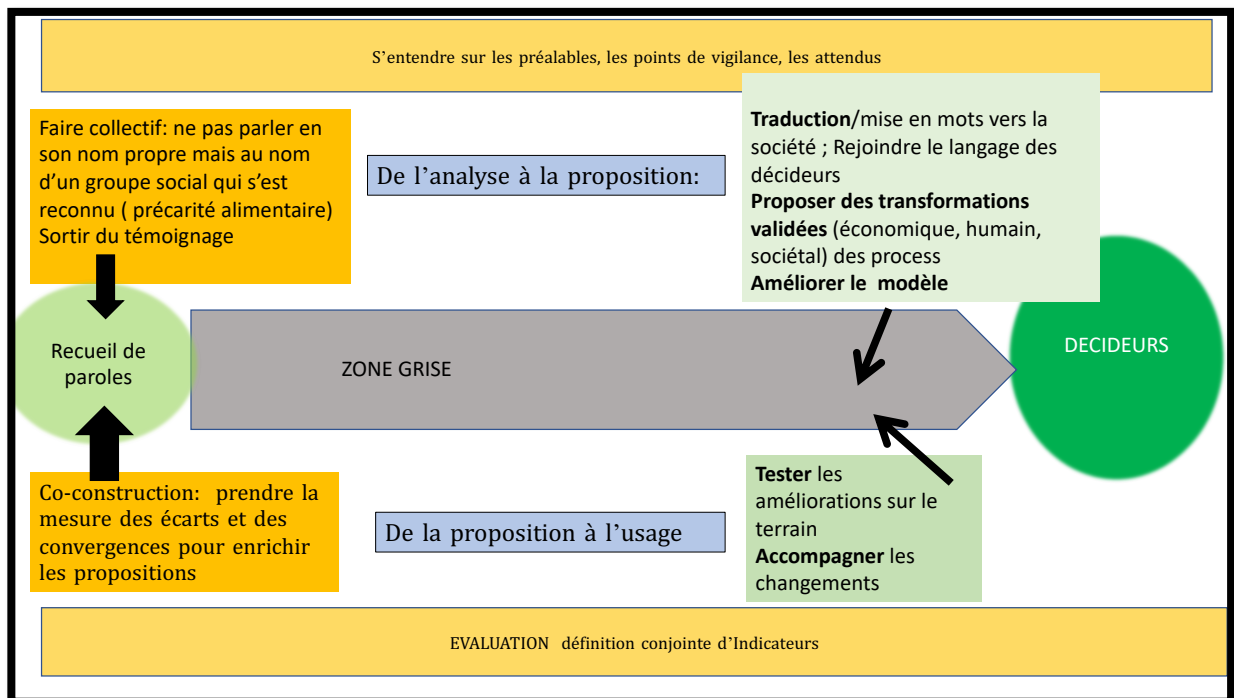 S’entendre sur les préalables, les points de vigilance, les attendus
Faire collectif: ne pas parler en
son nom propre mais au nom
d’un groupe social qui s’est
reconnu ( précarité alimentaire)
Sortir du témoignage
De l’analyse à la proposition:
Traduction/mise en mots vers la
société ; Rejoindre le langage des
décideurs
Proposer des transformations
validées (économique, humain,
sociétal) des process
Améliorer le modèle
Recueil de
paroles
ZONE GRISE
DECIDEURS
Co-construction: prendre la
mesure des écarts et des
convergences pour enrichir
les propositions
De la proposition à l’usage
Tester les
améliorations sur le
terrain
Accompagner les
changements
EVALUATION définition conjointe d’Indicateurs